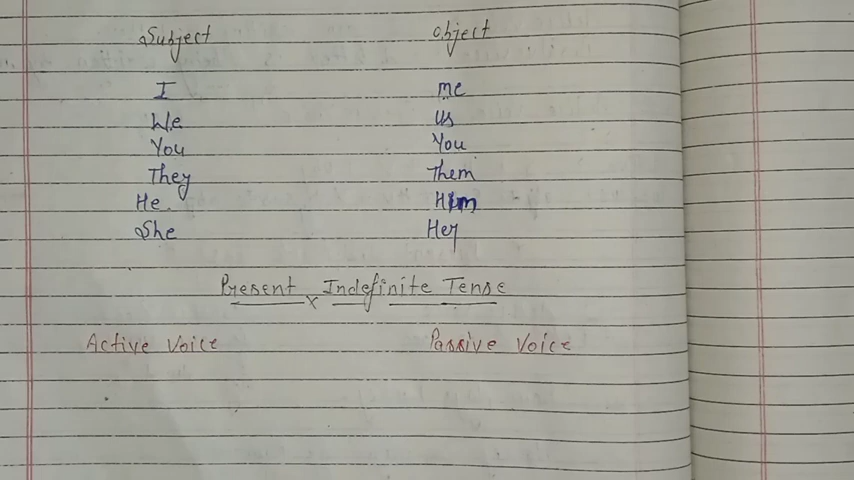 Subject Object
I me
We us
You You
They Them
He. Him
She Her
Present Indefinite Tense
Active Voice Passive Voice